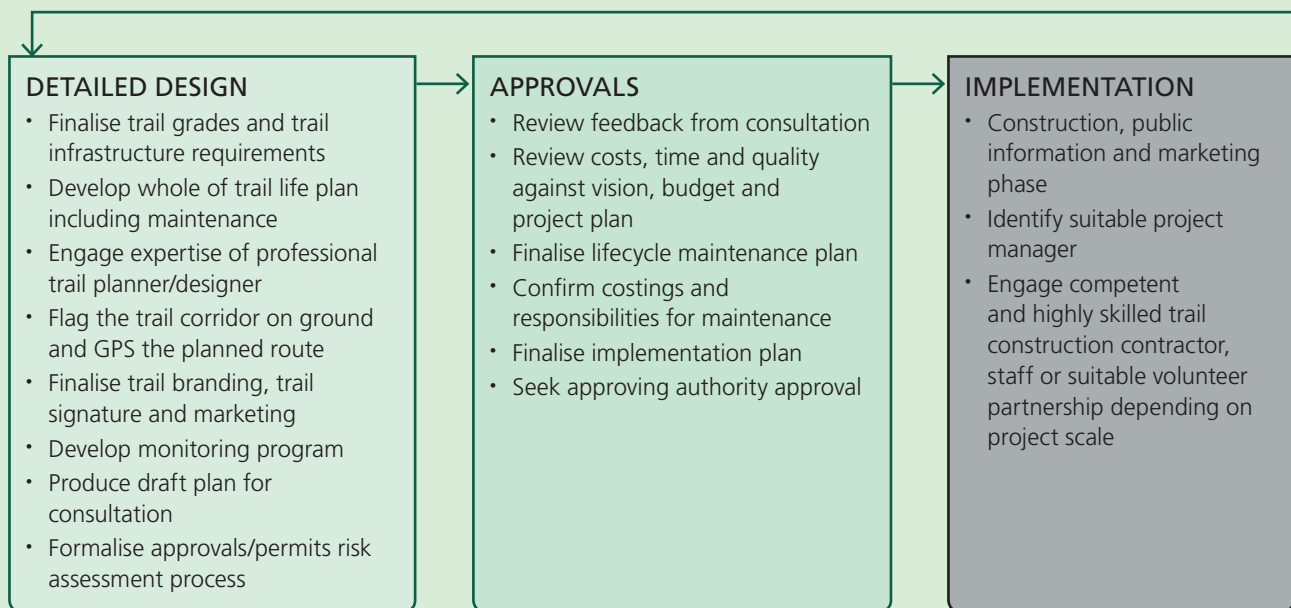 DETAILED DESIGN
• Finalise trail grades and trail
infrastructure requirements
• Develop whole of trail life plan
including maintenance
• Engage expertise of professional
trail planner/designer
• Flag the trail corridor on ground
and GPS the planned route
• Finalise trail branding, trail
signature and marketing
• Develop monitoring program
• Produce draft plan for
consultation
• Formalise approvals/permits risk
assessment process
APPROVALS
• Review feedback from consultation
• Review costs, time and quality
against vision, budget and
project plan
• Finalise lifecycle maintenance plan
• Confirm costings and
responsibilities for maintenance
• Finalise implementation plan
• Seek approving authority approval
IMPLEMENTATION
• Construction, public
information and marketing
phase
• Identify suitable project
manager
• Engage competent
and highly skilled trail
construction contractor,
staff or suitable volunteer
partnership depending on
project scale